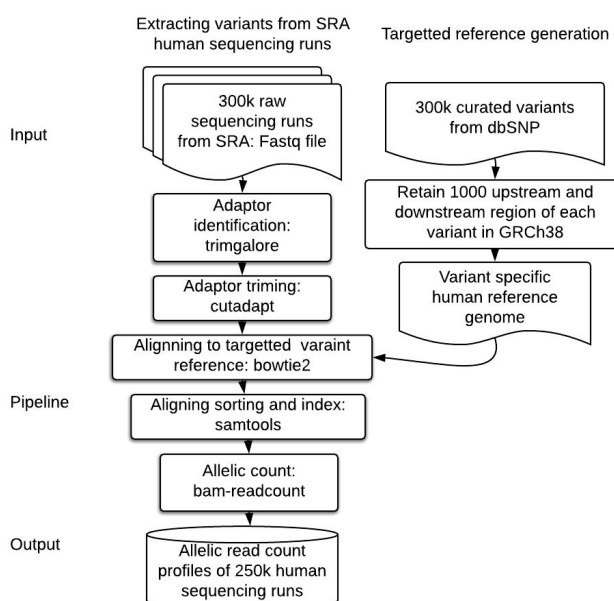 Extracting variants from SRA
human sequencing runs
Targetted reference generation
Input
300k raw
sequencing runs
from SRA: Fastq file
300k curated variants
from dbSNP
Adaptor
identification:
trimgalore
Retain 1000 upstream and
downstream region of each
variant in GRCh38
Adaptor triming:
cutadapt
Variant specific
human reference
genome
Alignning to targetted varaint
reference: bowtie2
Pipeline
Aligning sorting and index:
samtools
Allelic count:
bam-readcount
Output
Allelic read count
profiles of 250k human
sequencing runs